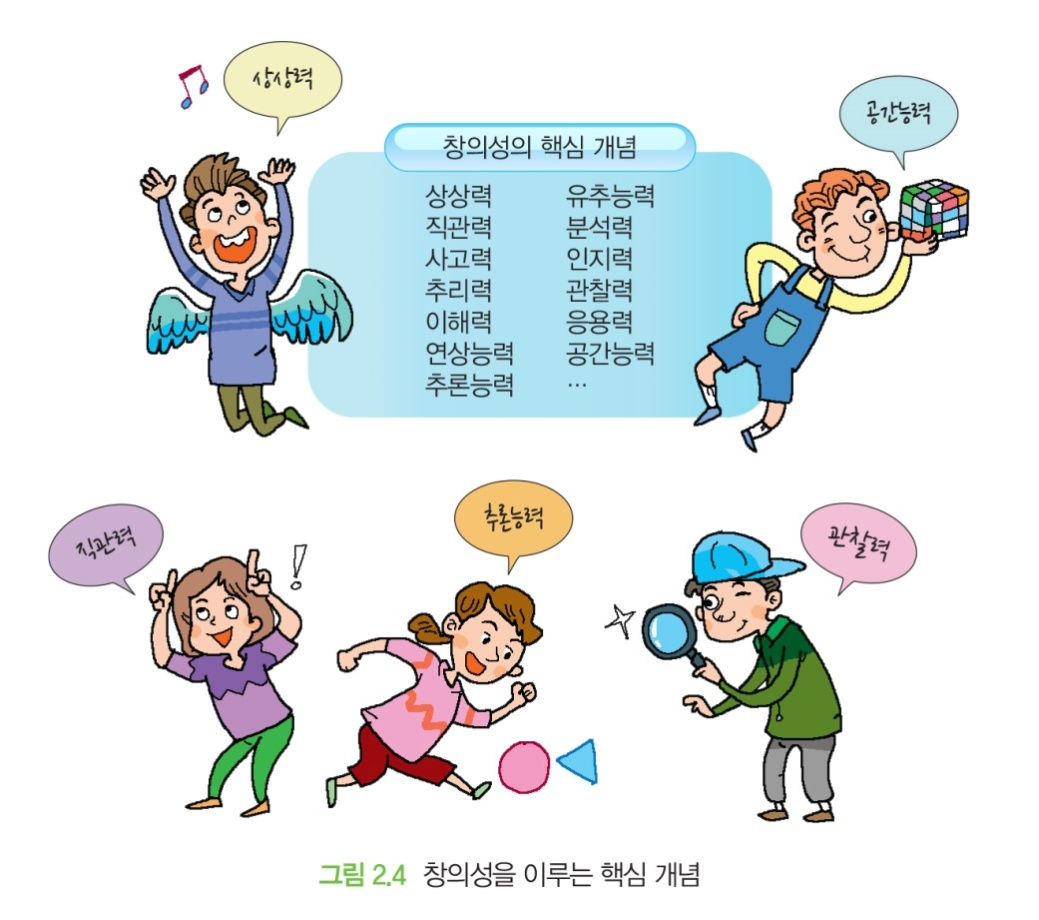 상상력
공간능력
창의성의 핵심 개념
상상력 유추능력
직관력 분석력
사고력 인지력
추리력 관찰력
이해력 응용력
연상능력 공간능력
추론능력 …
직관력
!
추론능력
관찰력
그림 2.4 창의성을 이루는 핵심 개념